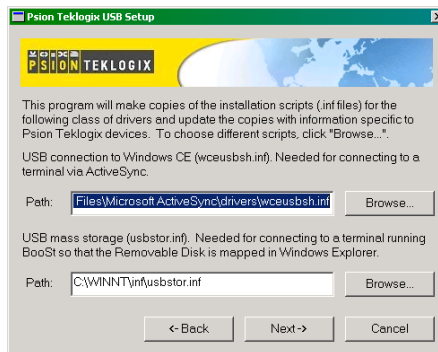 Psion Teklogix USB Setup
PSION TEKLOGIX
This program will make copies of the installation scripts (.inf files) for the
following class of drivers and update the copies with information specific to
Psion Teklogix devices. To choose different scripts, click "Browse...".
USB connection to Windows CE (wceusbsh.inf). Needed for connecting to a
terminal via ActiveSync.
Path: Files\Microsoft ActiveSync\drivers\wceusbsh.inf Browse...
USB mass storage (usbstor.inf). Needed for connecting to a terminal running
BooSt so that the Removable Disk is mapped in Windows Explorer.
Path: C:\WINNT\inf\usbstor.inf Browse...
<- Back Next -> Cancel